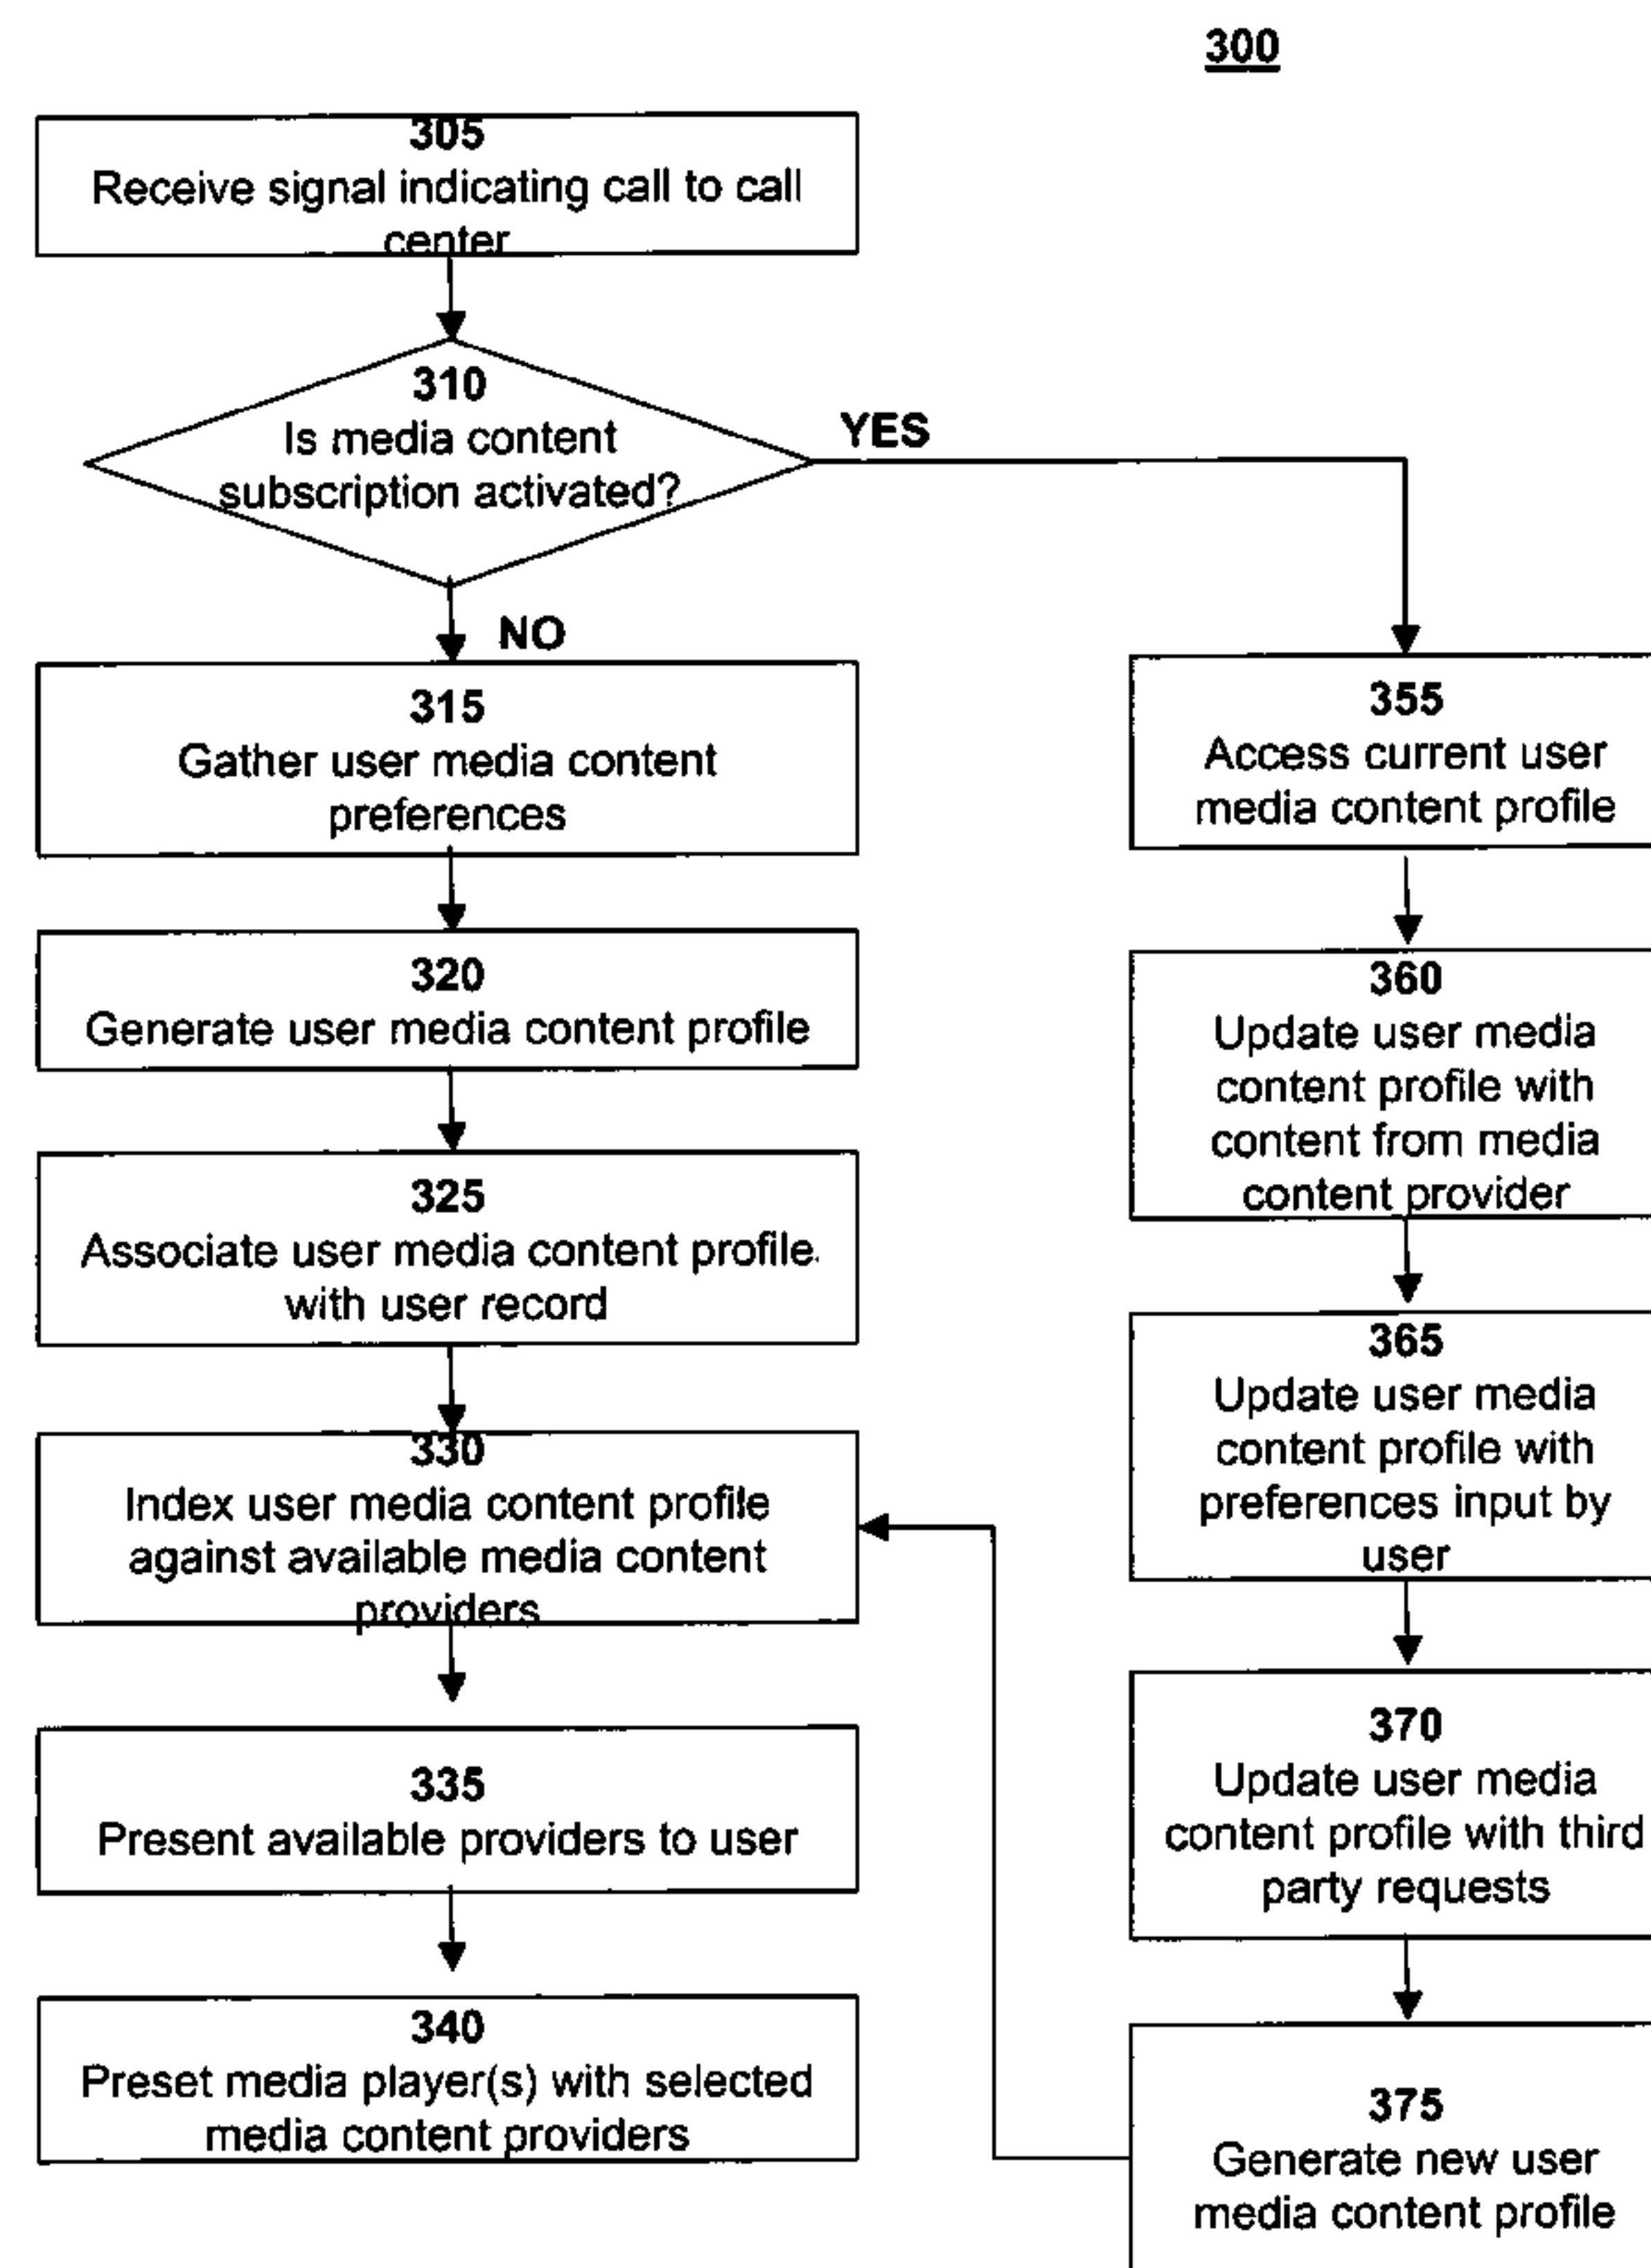 300
305
Receive signal indicating call to call
center
310
Is media content
subscription activated?
YES
NO
315
Gather user media content
preferences
320
Generate user media content profile
325
Associate user media content profile
with user record
330
Index user media content profile
against available media content
providers
335
Present available providers to user
340
Preset media player(s) with selected
media content providers
355
Access current user
media content profile
360
Update user media
content profile with
content from media
content provider
365
Update user media
content profile with
preferences input by
user
370
Update user media
content profile with third
party requests
375
Generate new user
media content profile